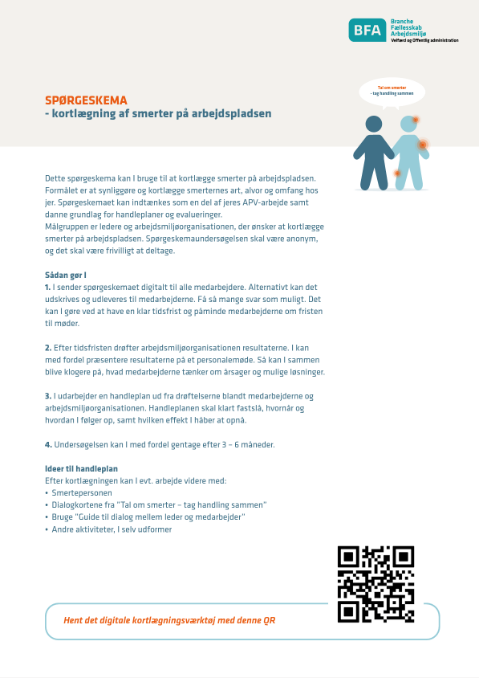 BFA
Branche
Fællesskab
Arbejdsmiljø
Velfærd og Offentlig administration
Tal om smerter
- tag handling sammen
SPØRGESKEMA
- kortlægning af smerter på arbejdspladsen
Dette spørgeskema kan I bruge til at kortlægge smerter på arbejdspladsen.
Formålet er at synliggøre og kortlægge smerternes art, alvor og omfang hos
jer. Spørgeskemaet kan indtænkes som en del af jeres APV-arbejde samt
danne grundlag for handleplaner og evalueringer.
Målgruppen er ledere og arbejdsmiljøorganisationen, der ønsker at kortlægge
smerter på arbejdspladsen. Spørgeskemaundersøgelsen skal være anonym,
og det skal være frivilligt at deltage.
Sådan gør I
1. I sender spørgeskemaet digitalt til alle medarbejdere. Alternativt kan det
udskrives og udleveres til medarbejderne. Få så mange svar som muligt. Det
kan I gøre ved at have en klar tidsfrist og påminde medarbejderne om fristen
til møder.
2. Efter tidsfristen drøfter arbejdsmiljøorganisationen resultaterne. I kan
med fordel præsentere resultaterne på et personalemøde. Så kan I sammen
blive klogere på, hvad medarbejderne tænker om årsager og mulige løsninger.
3. I udarbejder en handleplan ud fra drøftelserne blandt medarbejderne og
arbejdsmiljøorganisationen. Handleplanen skal klart fastslå, hvornår og
hvordan I følger op, samt hvilken effekt I håber at opnå.
4. Undersøgelsen kan I med fordel gentage efter 3 – 6 måneder.
Ideer til handleplan
Efter kortlægningen kan I evt. arbejde videre med:
• Smertepersonen
• Dialogkortene fra "Tal om smerter – tag handling sammen"
• Bruge "Guide til dialog mellem leder og medarbejder"
• Andre aktiviteter, I selv udformer
Hent det digitale kortlægningsværktøj med denne QR